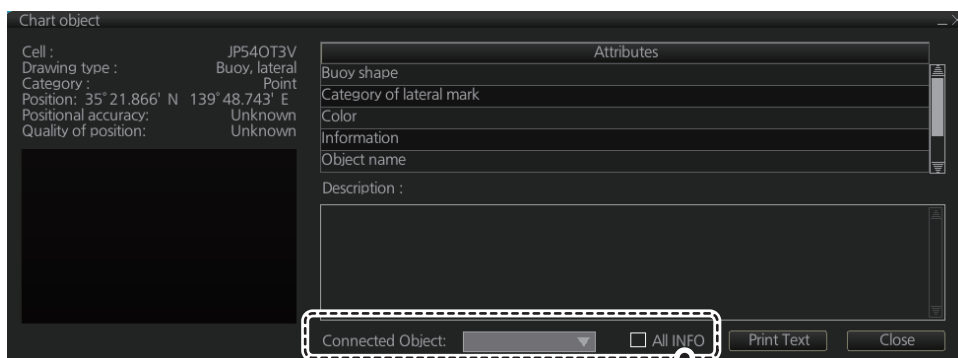 Chart object
Cell : JP54OT3V
Drawing type : Buoy, lateral
Category : Point
Position: 35°21.866' N 139°48.743' E
Positional accuracy: Unknown
Quality of position: Unknown
Attributes
Buoy shape
Category of lateral mark
Color
Information
Object name
Description :
Connected Object:
All INFO
Print Text
Close